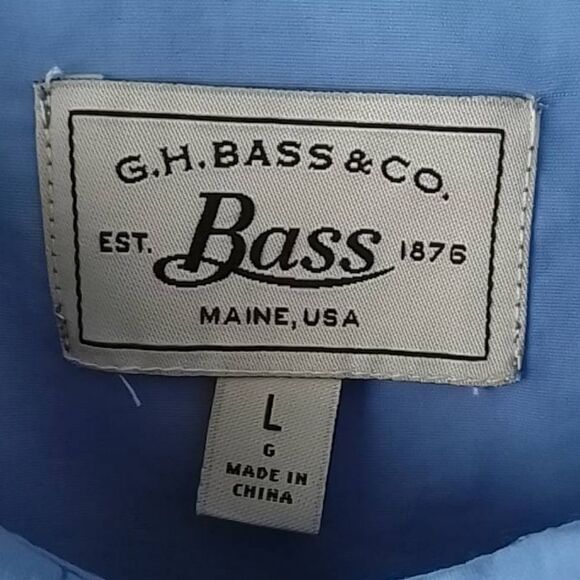 G.H.BASS & CO.
EST. Bass 1876
MAINE, USA
L
G
MADE IN
CHINA